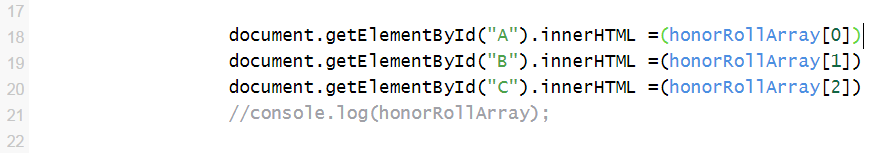 17
18 document.getElementById("A").innerHTML =(honorRollArray[0])
19 document.getElementById("B").innerHTML =(honorRollArray[1])
20 document.getElementById("C").innerHTML =(honorRollArray[2])
21 //console.log(honorRollArray);
22